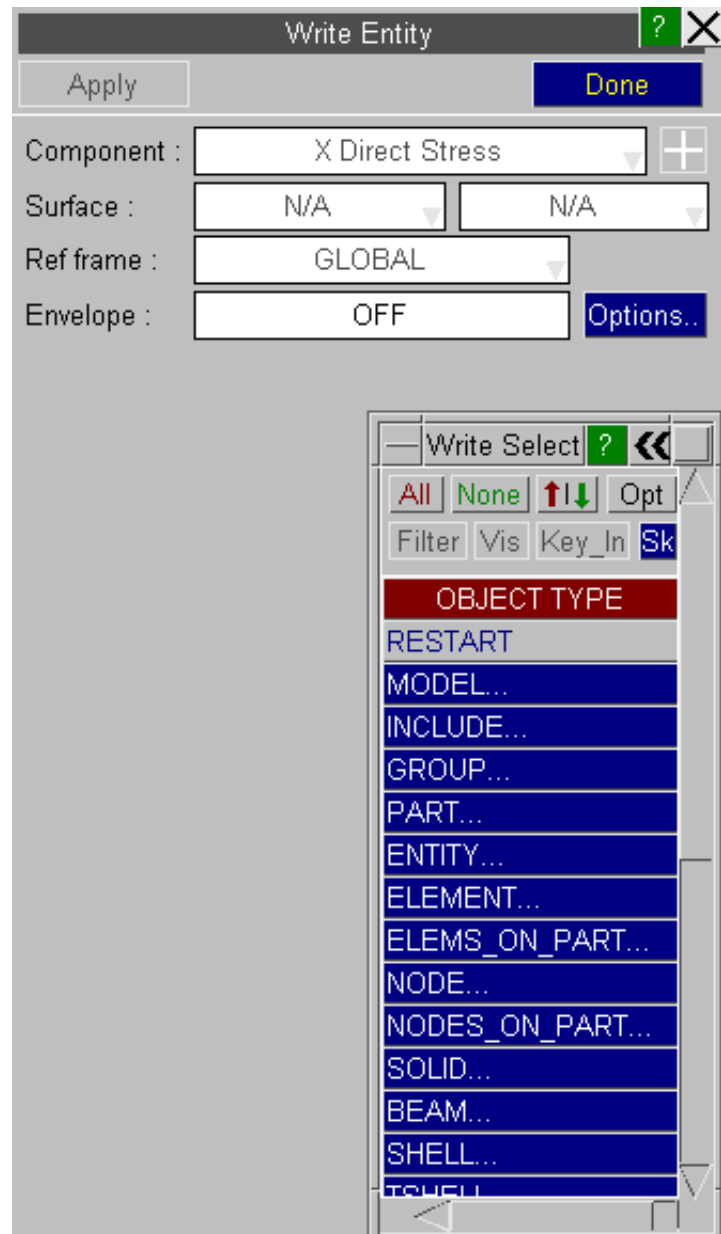 Write Entity ?
Apply Done
Component : X Direct Stress
Surface : N/A N/A
Ref frame : GLOBAL
Envelope : OFF Options..
Write Select ?
All None Opt
Filter Vis Key_In Sk
OBJECT TYPE
RESTART
MODEL...
INCLUDE...
GROUP...
PART...
ENTITY...
ELEMENT...
ELEMS_ON_PART...
NODE...
NODES_ON_PART...
SOLID...
BEAM...
SHELL...